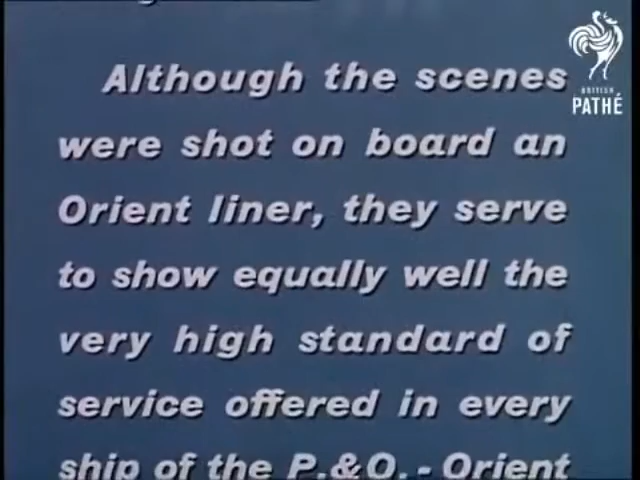 Although the scenes
were shot on board an
Orient liner, they serve
to show equally well the
very high standard of
service offered in every
ship of the P.&O.-Orient
BRITISH
PATHÉ